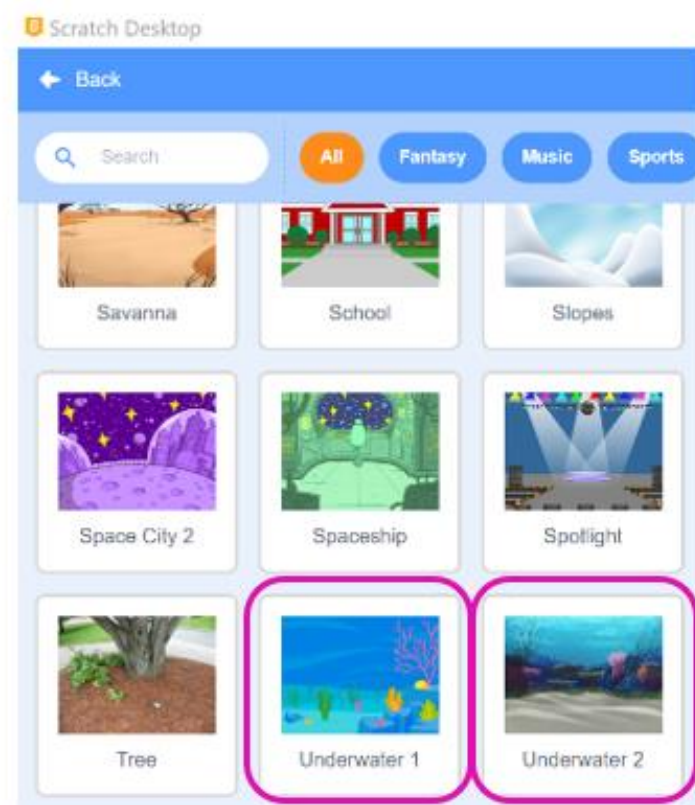 Scratch Desktop
Back
Search All Fantasy Music Sports
Savanna School Slopes
Space City 2 Spaceship Spotlight
Tree Underwater 1 Underwater 2